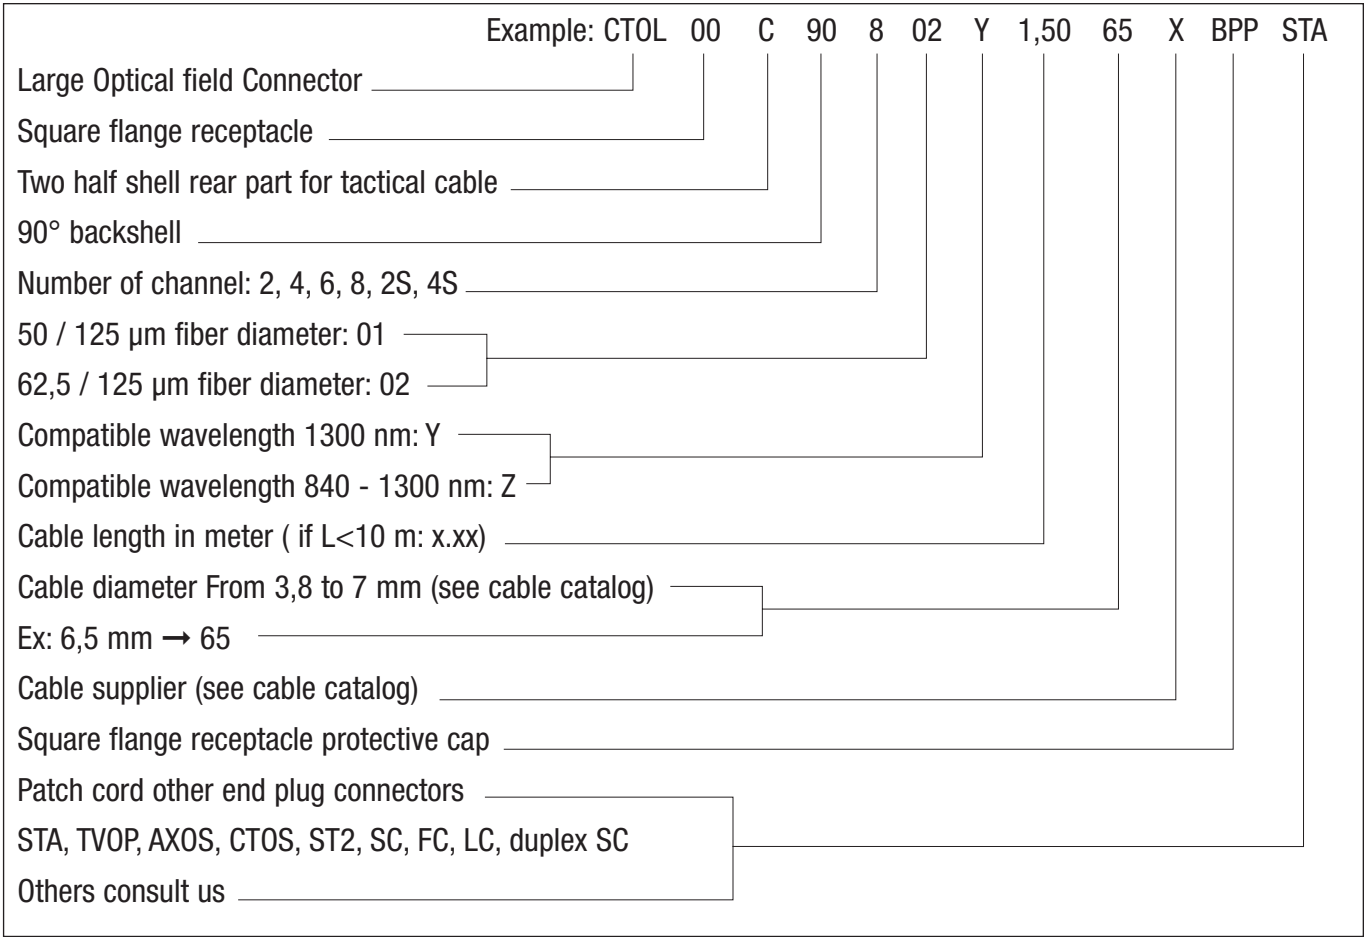 Example: CTOL 00 C 90 8 02 Y 1,50 65 X BPP STA
Large Optical field Connector
Square flange receptacle
Two half shell rear part for tactical cable
90° backshell
Number of channel: 2, 4, 6, 8, 2S, 4S
50 / 125 µm fiber diameter: 01
62,5 / 125 µm fiber diameter: 02
Compatible wavelength 1300 nm: Y
Compatible wavelength 840 - 1300 nm: Z
Cable length in meter ( if L<10 m: x.xx)
Cable diameter From 3,8 to 7 mm (see cable catalog)
Ex: 6,5 mm → 65
Cable supplier (see cable catalog)
Square flange receptacle protective cap
Patch cord other end plug connectors
STA, TVOP, AXOS, CTOS, ST2, SC, FC, LC, duplex SC
Others consult us